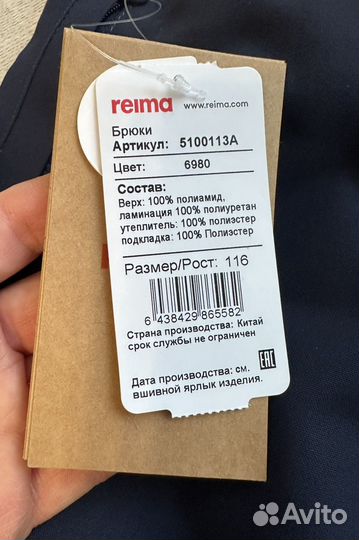 reima www.reima.com
Брюки
Артикул: 5100113A
Цвет: 6980
Состав:
Верх: 100% полиамид,
ламинация 100% полиуретан
утеплитель: 100% полиэстер
подкладка: 100% Полиэстер
Размер/Рост: 116
6 438429 865582
Страна производства: Китай
срок службы не ограничен
Дата производства: см.
вшивной ярлык изделия.
EAC
Avito